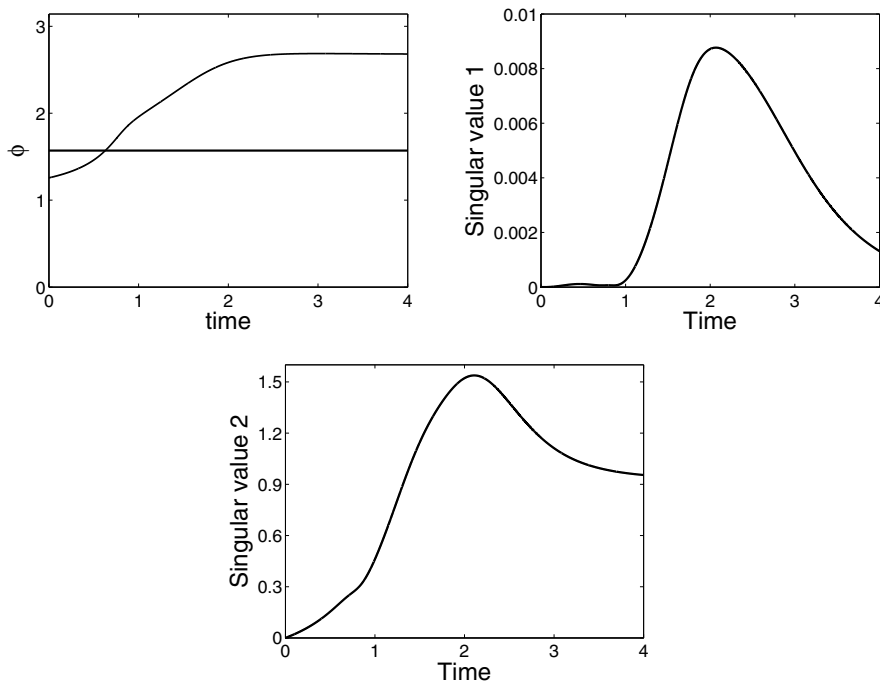 3
2
1
0
ϕ
0 1 2 3 4
time
0.01
0.008
0.006
0.004
0.002
0
Singular value 1
0 1 2 3 4
Time
1.5
1.2
0.9
0.6
0.3
0
Singular value 2
0 1 2 3 4
Time